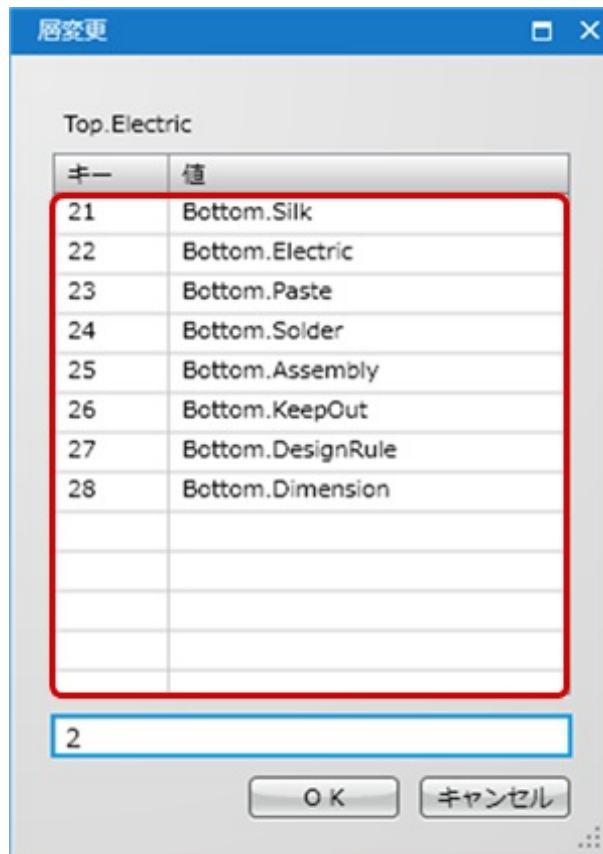 層変更
Top.Electric
キー 値
21 Bottom.Silk
22 Bottom.Electric
23 Bottom.Paste
24 Bottom.Solder
25 Bottom.Assembly
26 Bottom.KeepOut
27 Bottom.DesignRule
28 Bottom.Dimension
2
OK キャンセル